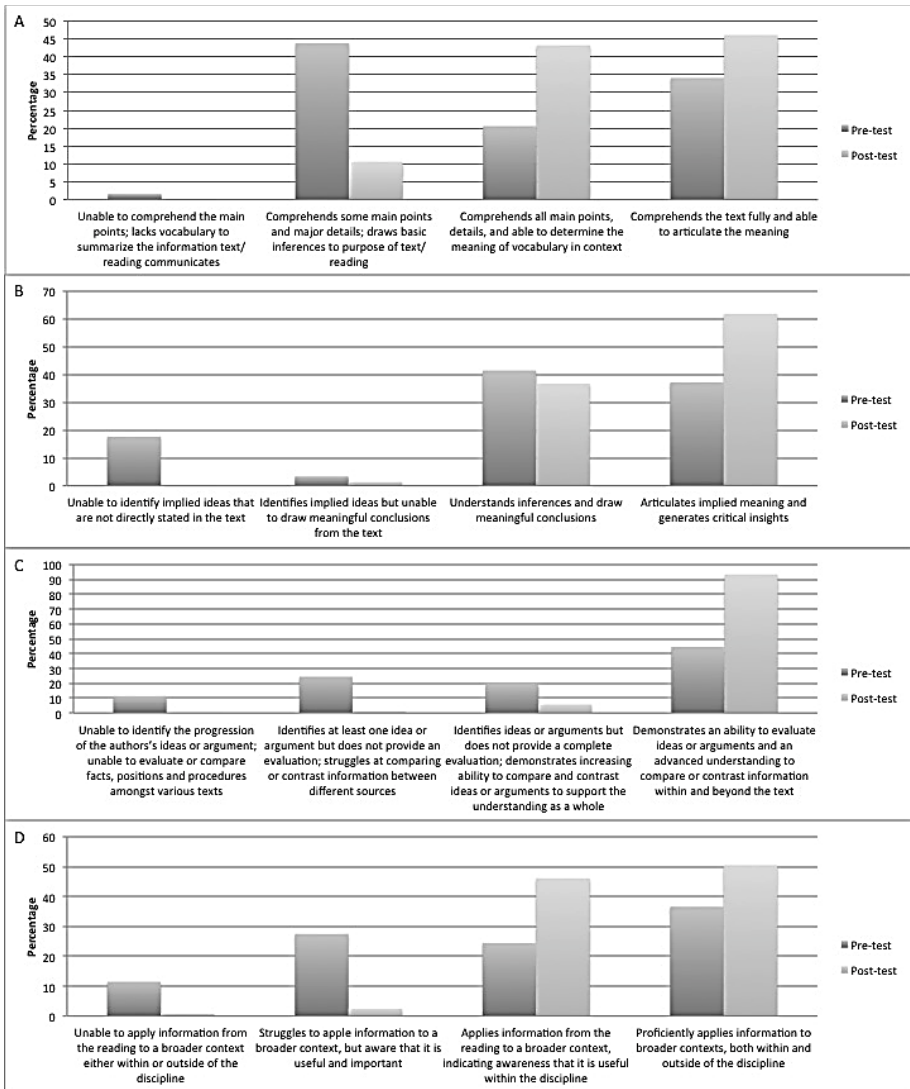 A
50
45
40
35
30
25
20
15
10
5
0
Percentage
Unable to comprehend the main
points; lacks vocabulary to
summarize the information text/
reading communicates
Comprehends some main points
and major details; draws basic
inferences to purpose of text/
reading
Comprehends all main points,
details, and able to determine the
meaning of vocabulary in context
Comprehends the text fully and able
to articulate the meaning
Pre-test
Post-test
B
70
60
50
40
30
20
10
0
Percentage
Unable to identify implied ideas that
are not directly stated in the text
Identifies implied ideas but unable
to draw meaningful conclusions
from the text
Understands inferences and draw
meaningful conclusions
Articulates implied meaning and
generates critical insights
Pre-test
Post-test
C
100
90
80
70
60
50
40
30
20
10
0
Percentage
Unable to identify the progression
of the authors's ideas or argument;
unable to evaluate or compare
facts, positions and procedures
amongst various texts
Identifies at least one idea or
argument but does not provide an
evaluation; struggles at comparing
or contrast information between
different sources
Identifies ideas or arguments but
does not provide a complete
evaluation; demonstrates increasing
ability to compare and contrast
ideas or arguments to support the
understanding as a whole
Demonstrates an ability to evaluate
ideas or arguments and an
advanced understanding to
compare or contrast information
within and beyond the text
Pre-test
Post-test
D
60
50
40
30
20
10
0
Percentage
Unable to apply information from
the reading to a broader context
either within or outside of the
discipline
Struggles to apple information to a
broader context, but aware that it is
useful and important
Applies information from the
reading to a broader context,
indicating awareness that it is useful
within the discipline
Proficiently applies information to
broader contexts, both within and
outside of the discipline
Pre-test
Post-test